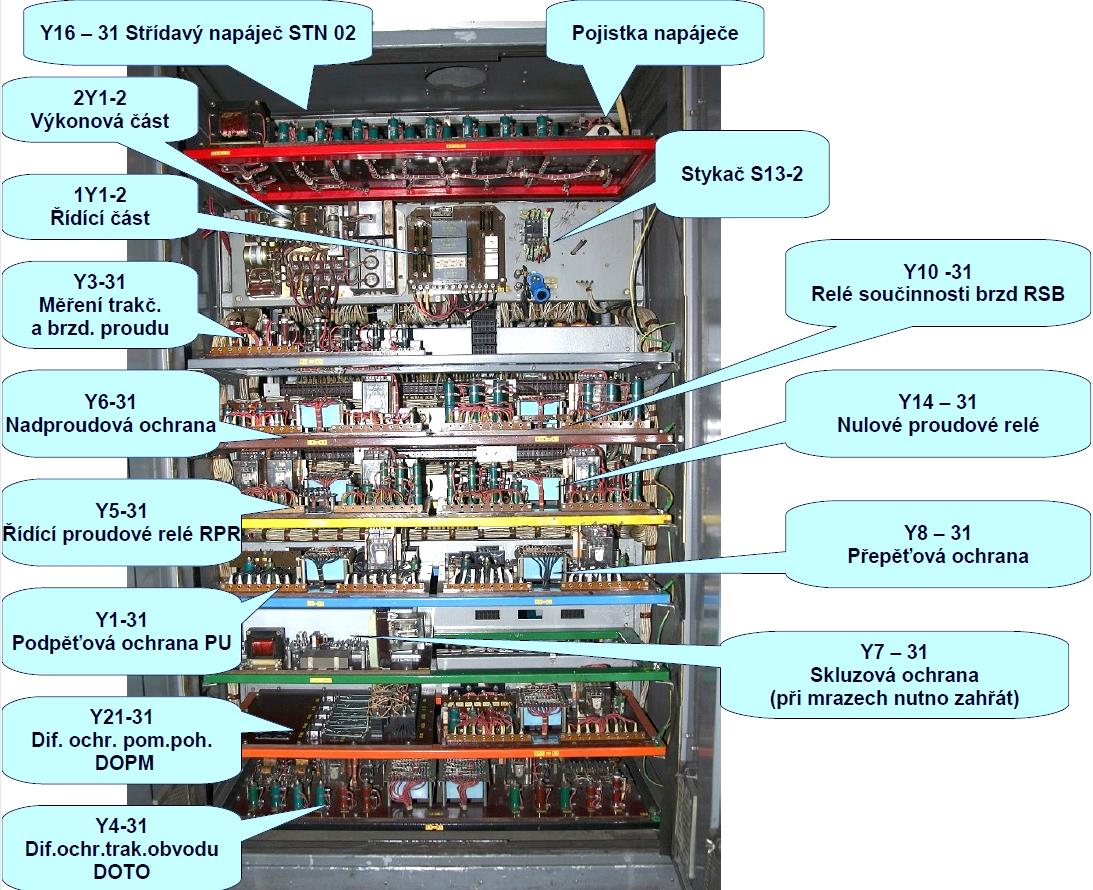 Y16 – 31 Střídavý napáječ STN 02
Pojistka napáječe
2Y1-2
Výkonová část
Stykač S13-2
1Y1-2
Řídící část
Y3-31
Měření trakč.
a brzd. proudu
Y10 -31
Relé součinnosti brzd RSB
Y6-31
Nadproudová ochrana
Y14 – 31
Nulové proudové relé
Y5-31
Řídící proudové relé RPR
Y8 – 31
Přepěťová ochrana
Y1-31
Podpěťová ochrana PU
Y7 – 31
Skluzová ochrana
(při mrazech nutno zahřát)
Y21-31
Dif. ochr. pom.poh.
DOPM
Y4-31
Dif.ochr.trak.obvodu
DOTO